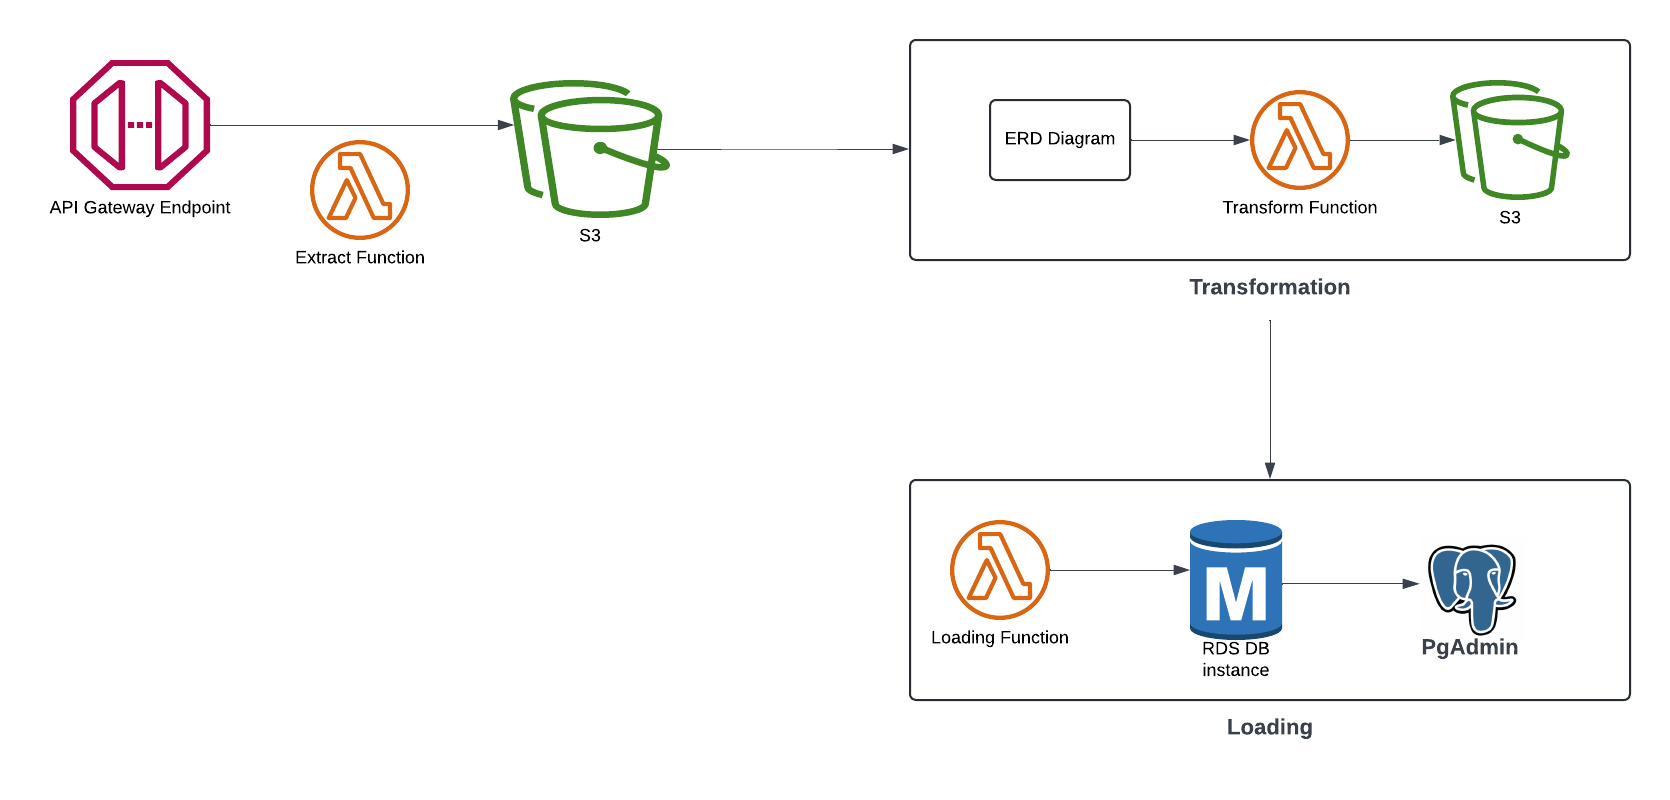 API Gateway Endpoint
Extract Function
S3
ERD Diagram
Transform Function
S3
Transformation
Loading Function
M
RDS DB
instance
PgAdmin
Loading